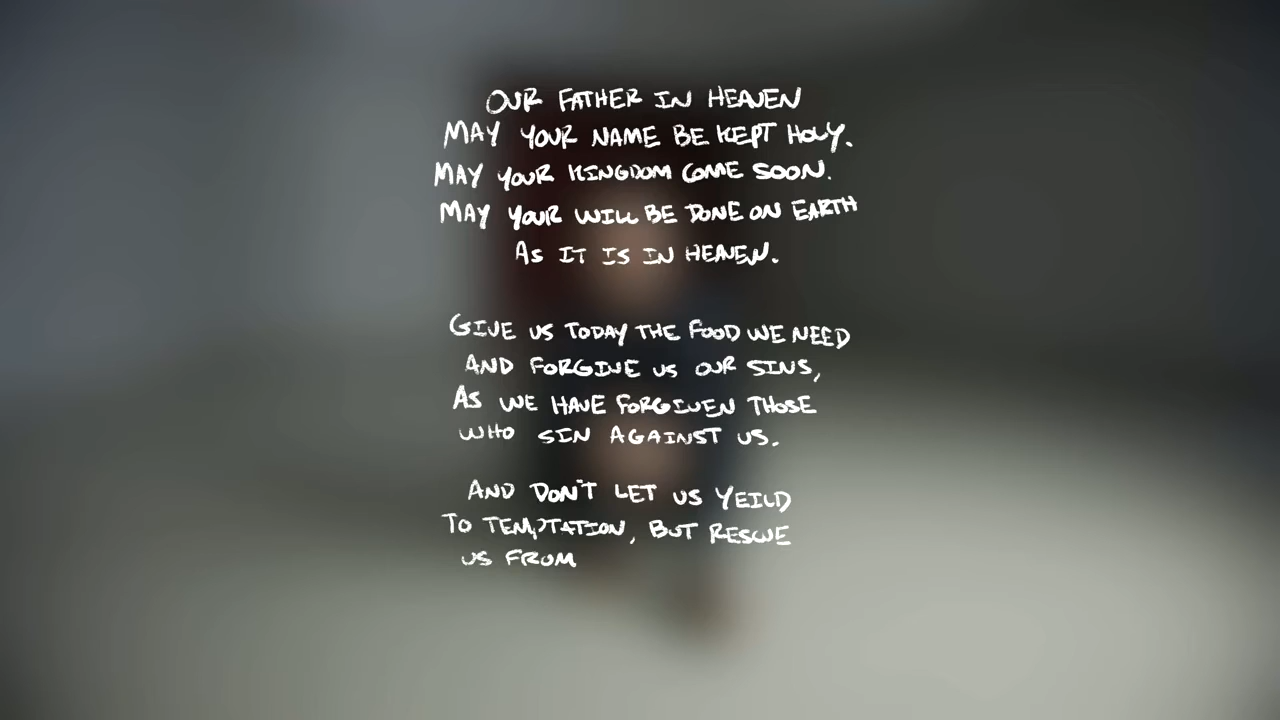 OUR FATHER IN HEAVEN
MAY YOUR NAME BE KEPT HOLY.
MAY YOUR KINGDOM COME SOON.
MAY YOUR WILL BE DONE ON EARTH
AS IT IS IN HEAVEN.
GIVE US TODAY THE FOOD WE NEED
AND FORGIVE US OUR SINS,
AS WE HAVE FORGIVEN THOSE
WHO SIN AGAINST US.
AND DON'T LET US YEILD
TO TEMPTATION, BUT RESCUE
US FROM